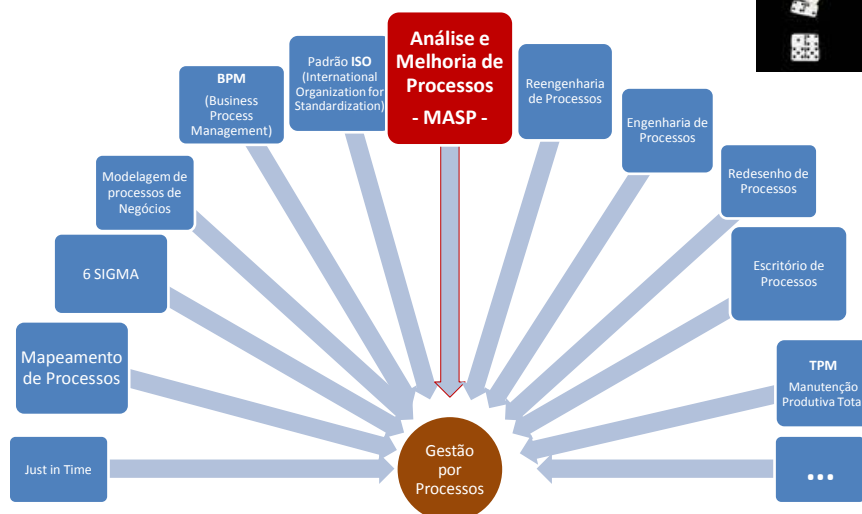 Análise e
Melhoria de
Processos
- MASP -
Padrão ISO
(International
Organization for
Standardization)
BPM
(Business
Process
Management)
Modelagem de
processos de
Negócios
6 SIGMA
Mapeamento
de Processos
Just in Time
Reengenharia
de Processos
Engenharia de
Processos
Redesenho de
Processos
Escritório de
Processos
TPM
Manutenção
Produtiva Total
...
Gestão
por
Processos